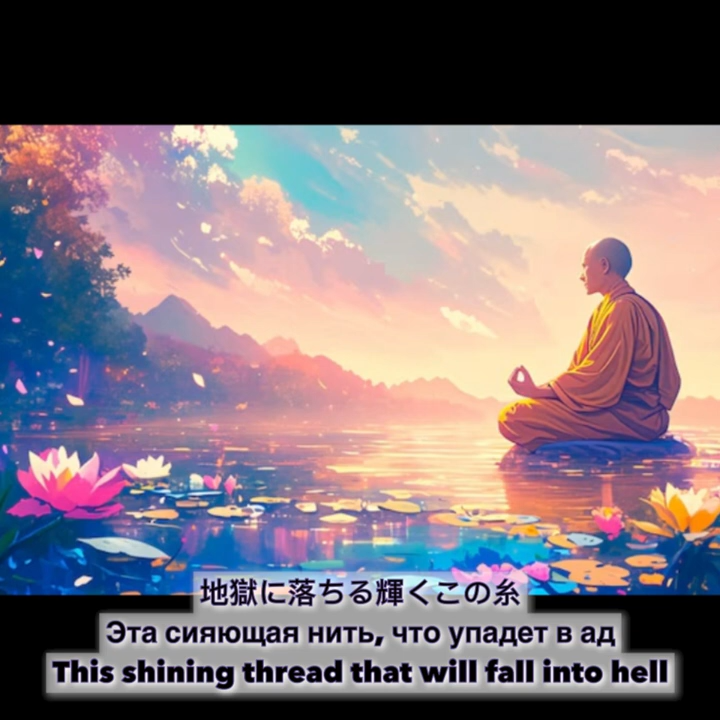 地獄に落ちる輝くこの糸
Эта сияющая нить, что упадет в ад
This shining thread that will fall into hell